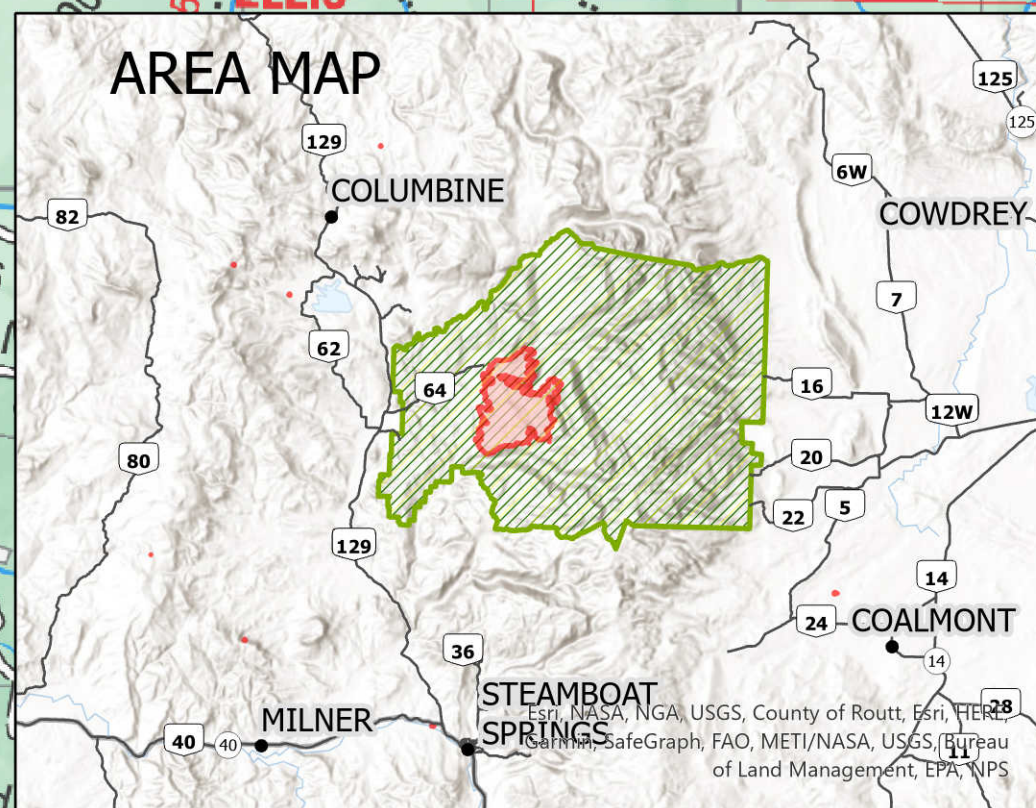 ELLIS
AREA MAP
125
125
129
6W
COLUMBINE
82
COWDREY
7
62
64
16
12W
80
20
5
22
129
14
24
COALMONT
36
14
STEAMBOAT
SPRINGS
28
MILNER
40
40
11
Esri, NASA, NGA, USGS, County of Routt, Esri, HERE,
Garmin, SafeGraph, FAO, METI/NASA, USGS, Bureau
of Land Management, EPA, NPS